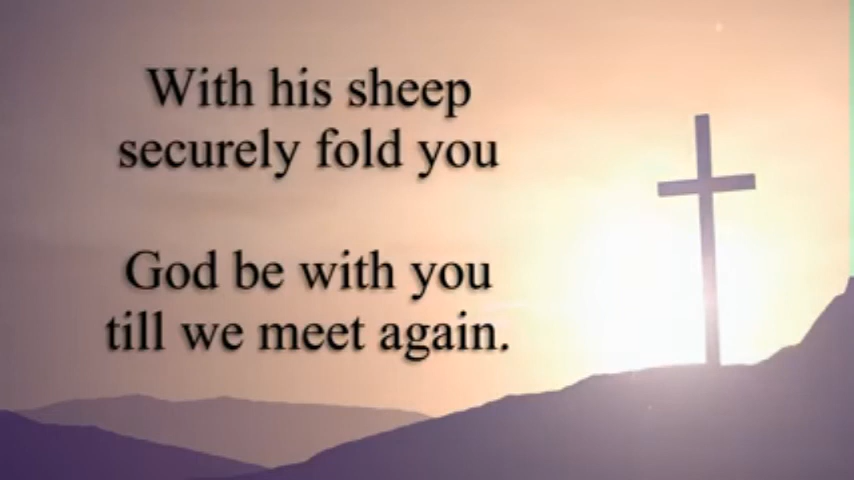 With his sheep
securely fold you
God be with you
till we meet again.